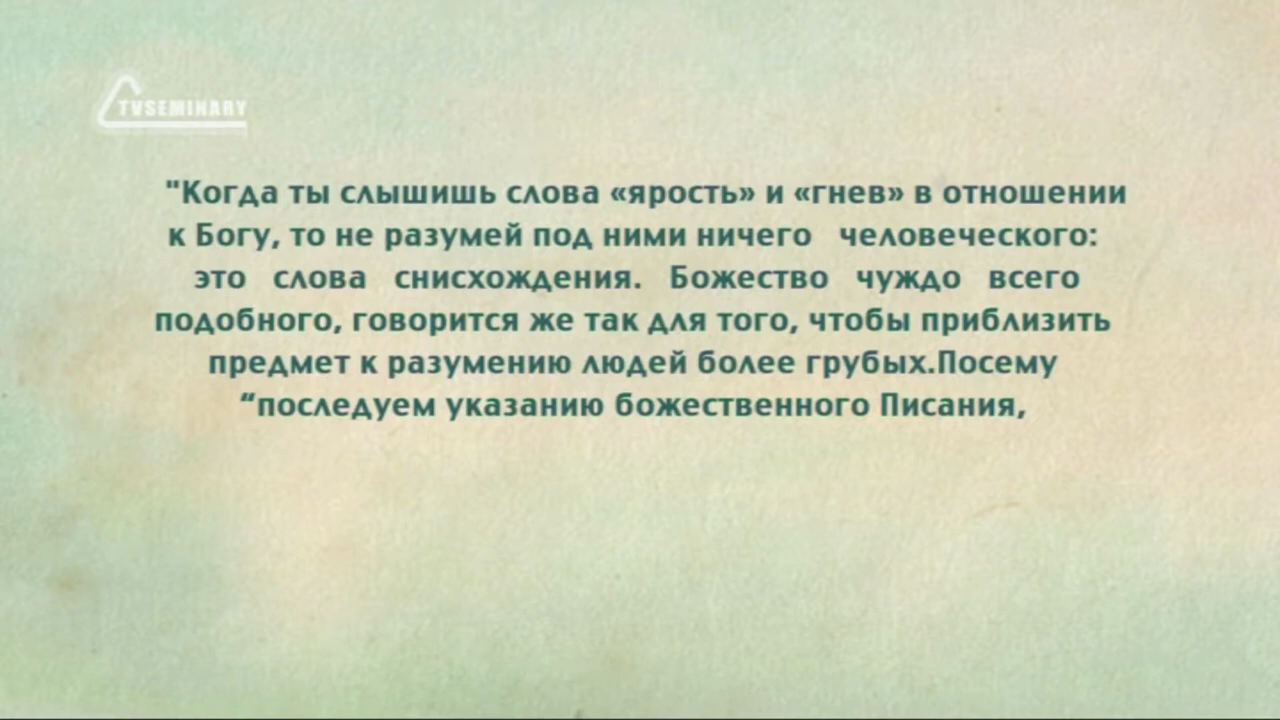 TVSEMINARY
"Когда ты слышишь слова «ярость» и «гнев» в отношении
к Богу, то не разумей под ними ничего человеческого:
это слова снисхождения. Божество чуждо всего
подобного, говорится же так для того, чтобы приблизить
предмет к разумению людей более грубых.Посему
“последуем указанию божественного Писания,